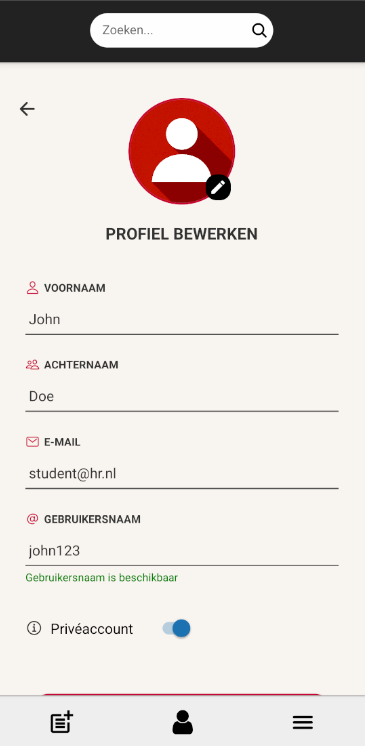 Zoeken...
PROFIEL BEWERKEN
VOORNAAM
John
ACHTERNAAM
Doe
E-MAIL
student@hr.nl
@ GEBRUIKERSNAAM
john123
Gebruikersnaam is beschikbaar
Privéaccount